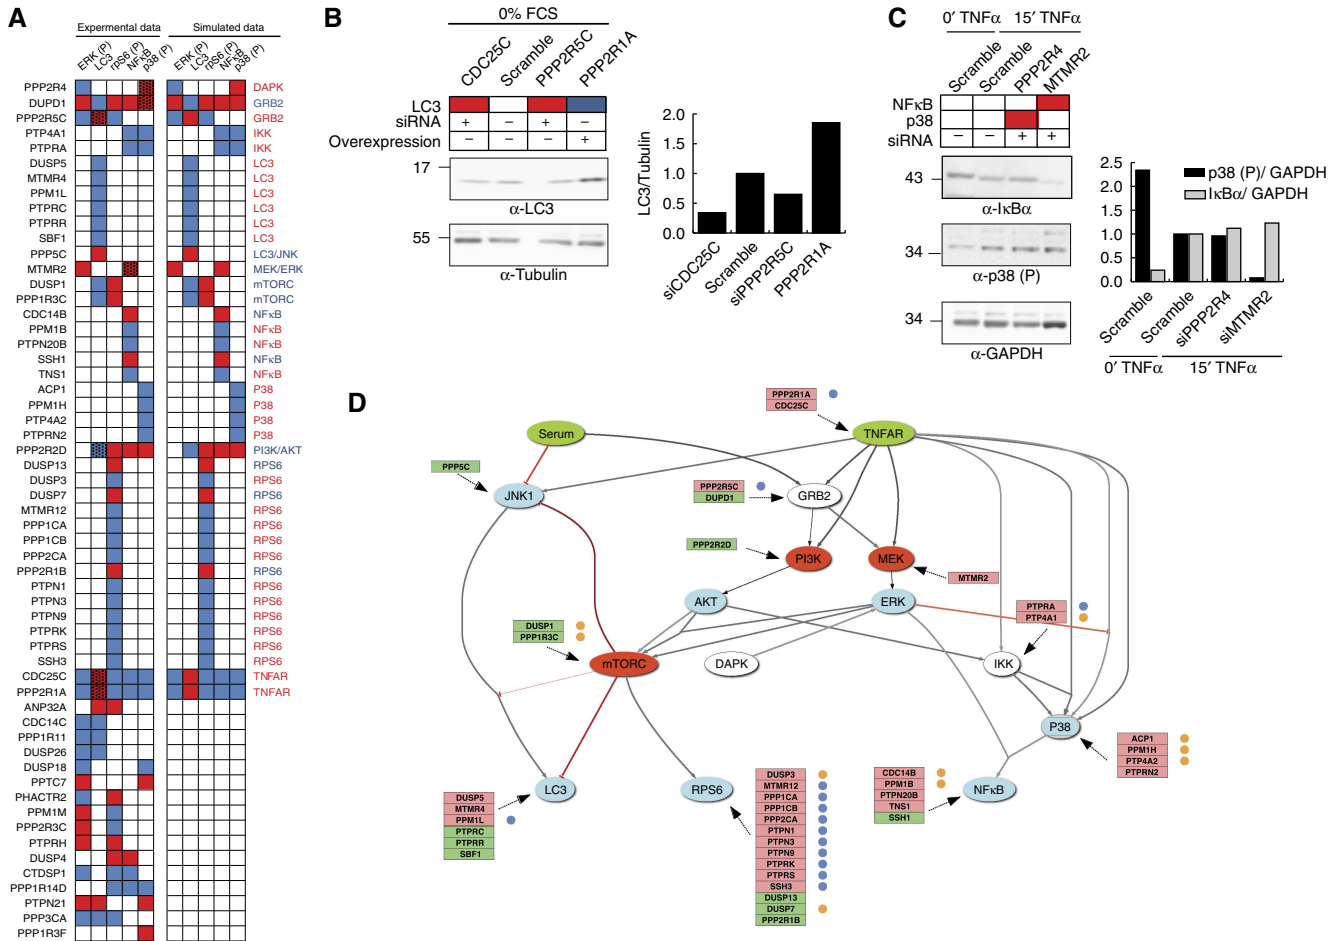 A
Experimental data
Simulated data
ERK (P)
LC3
rpS6 (P)
NFκB
p38 (P)
ERK (P)
LC3
rpS6 (P)
NFκB
p38 (P)
PPP2R4 DAPK
DUPD1 GRB2
PPP2R5C GRB2
PTP4A1 IKK
PTPRA IKK
DUSP5 LC3
MTMR4 LC3
PPM1L LC3
PTPRC LC3
PTPRR LC3
SBF1 LC3
PPP5C LC3/JNK
MTMR2 MEK/ERK
DUSP1 mTORC
PPP1R3C mTORC
CDC14B NFκB
PPM1B NFκB
PTPN20B NFκB
SSH1 NFκB
TNS1 NFκB
ACP1 P38
PPM1H P38
PTP4A2 P38
PTPRN2 P38
PPP2R2D PI3K/AKT
DUSP13 RPS6
DUSP3 RPS6
DUSP7 RPS6
MTMR12 RPS6
PPP1CA RPS6
PPP1CB RPS6
PPP2CA RPS6
PPP2R1B RPS6
PTPN1 RPS6
PTPN3 RPS6
PTPN9 RPS6
PTPRK RPS6
PTPRS RPS6
SSH3 RPS6
CDC25C TNFAR
PPP2R1A TNFAR
ANP32A
CDC14C
PPP1R11
DUSP26
DUSP18
PPTC7
PHACTR2
PPM1M
PPP2R3C
PTPRH
DUSP4
CTDSP1
PPP1R14D
PTPN21
PPP3CA
PPP1R3F
B
0% FCS
CDC25C
Scramble
PPP2R5C
PPP2R1A
LC3
siRNA + − + −
Overexpression − − − +
17
α-LC3
55
α-Tubulin
LC3/Tubulin
2.0
1.5
1.0
0.5
0
siCDC25C
Scramble
siPPP2R5C
PPP2R1A
C
0′ TNFα 15′ TNFα
Scramble
Scramble
PPP2R4
MTMR2
NFκB
p38
siRNA − − + +
43
α-IκBα
34
α-p38 (P)
34
α-GAPDH
2.5
2.0
1.5
1.0
0.5
0.0
p38 (P)/ GAPDH
IκBα/ GAPDH
Scramble
Scramble
siPPP2R4
siMTMR2
0′ TNFα 15′ TNFα
D
PPP2R1A
CDC25C
Serum
TNFAR
PPP5C
JNK1
PPP2R5C
DUPD1
GRB2
PPP2R2D
PI3K
MEK
MTMR2
AKT
ERK
PTPRA
PTP4A1
DUSP1
PPP1R3C
mTORC
DAPK
IKK
P38
ACP1
PPM1H
PTP4A2
PTPRN2
LC3
RPS6
NFκB
DUSP5
MTMR4
PPM1L
PTPRC
PTPRR
SBF1
DUSP3
MTMR12
PPP1CA
PPP1CB
PPP2CA
PTPN1
PTPN3
PTPN9
PTPRK
PTPRS
SSH3
DUSP13
DUSP7
PPP2R1B
CDC14B
PPM1B
PTPN20B
TNS1
SSH1